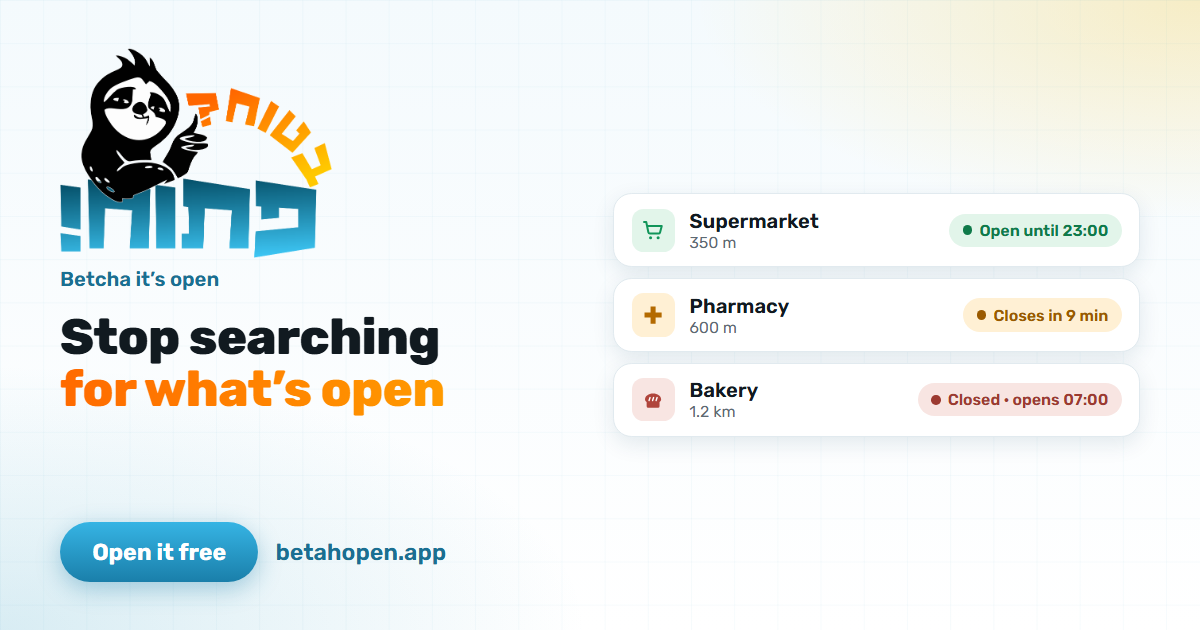 בטוח?
פתוח!
Betcha it’s open
Stop searching
for what’s open
Open it free
betahopen.app
Supermarket
350 m
Open until 23:00
Pharmacy
600 m
Closes in 9 min
Bakery
1.2 km
Closed • opens 07:00